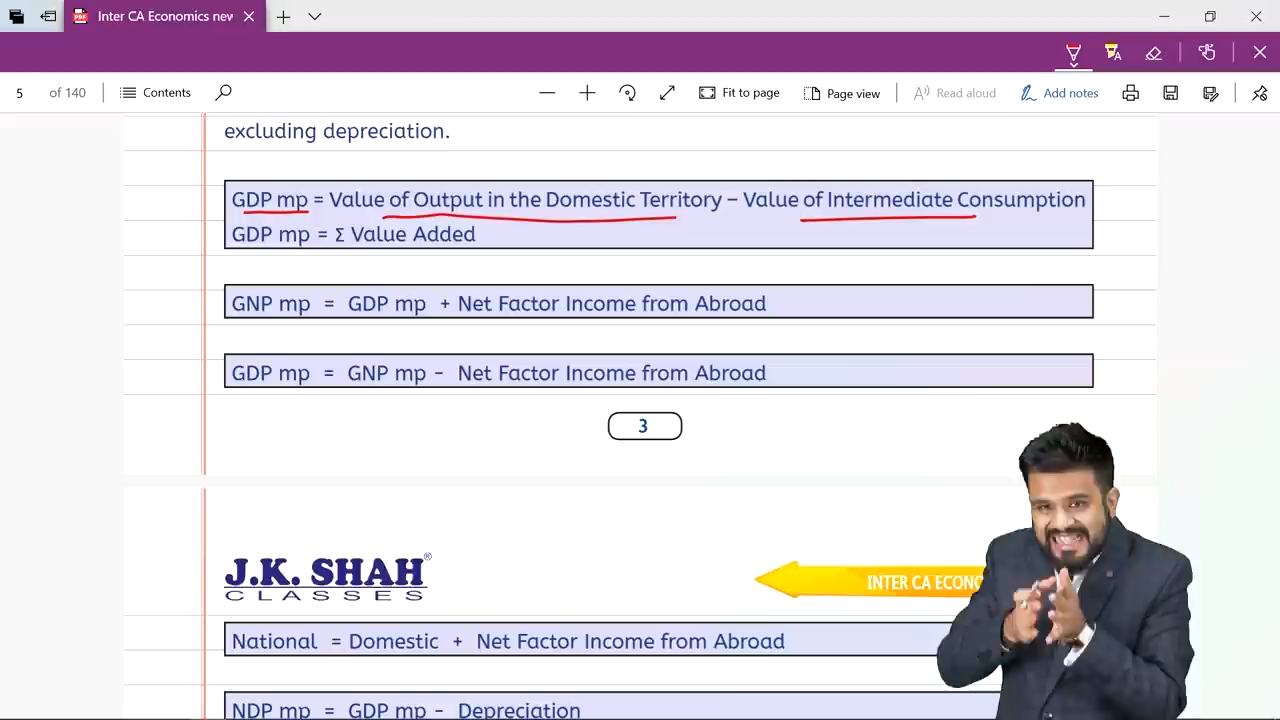 Inter CA Economics new
5 of 140 Contents Fit to page Page view Read aloud Add notes
excluding depreciation.
GDP mp = Value of Output in the Domestic Territory – Value of Intermediate Consumption
GDP mp = Σ Value Added
GNP mp = GDP mp + Net Factor Income from Abroad
GDP mp = GNP mp - Net Factor Income from Abroad
3
J.K. SHAH®
CLASSES
INTER CA ECONO
National = Domestic + Net Factor Income from Abroad
NDP mp = GDP mp - Depreciation